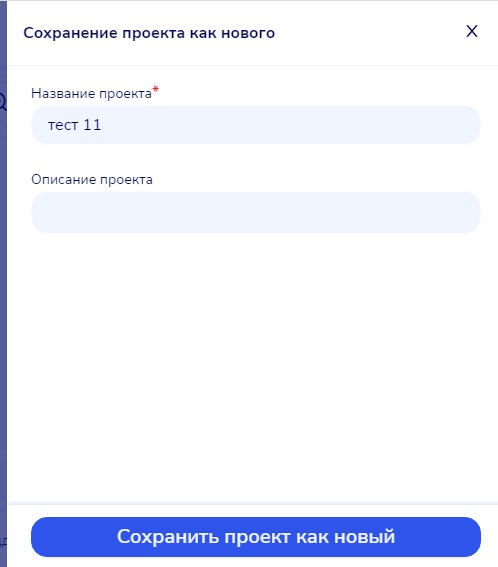 Сохранение проекта как нового
X
Название проекта*
тест 11
Описание проекта
Сохранить проект как новый